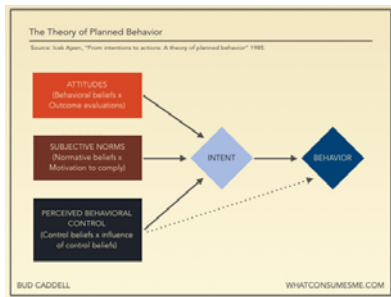 The Theory of Planned Behavior
Source: Icek Ajzen, "From intentions to actions: A theory of planned behavior" 1985.
ATTITUDES
(Behavioral beliefs x
Outcome evaluations)
SUBJECTIVE NORMS
(Normative beliefs x
Motivation to comply)
INTENT
BEHAVIOR
PERCEIVED BEHAVIORAL
CONTROL
(Control beliefs x influence
of control beliefs)
BUD CADDELL
WHATCONSUMESME.COM